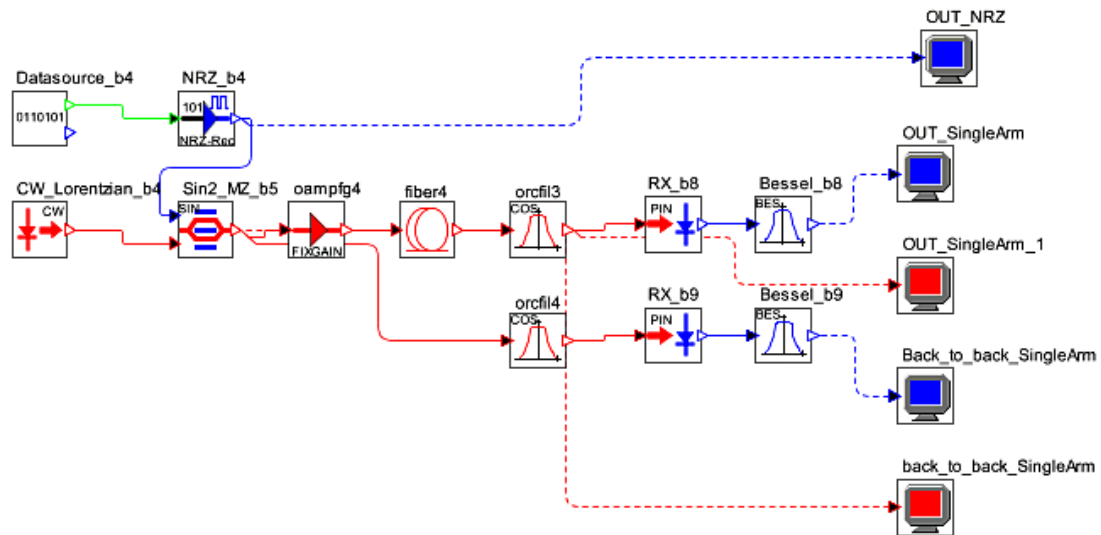 OUT_NRZ
Datasource_b4
NRZ_b4
0110101
101
NRZ-Rec
OUT_SingleArm
CW_Lorentzian_b4
Sin2_MZ_b5
oampfg4
fiber4
orcfil3
RX_b8
Bessel_b8
CW
SIN
FIXGAIN
COS
PIN
BES
OUT_SingleArm_1
orcfil4
RX_b9
Bessel_b9
COS
PIN
BES
Back_to_back_SingleArm
back_to_back_SingleArm